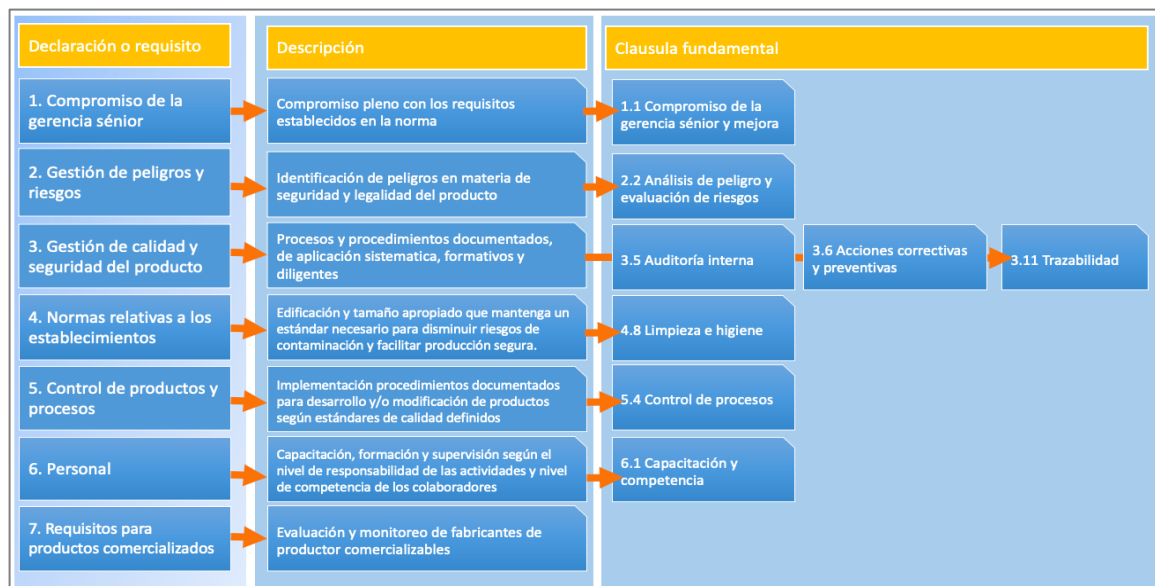 Declaración o requisito
Descripción
Clausula fundamental
1. Compromiso de la
gerencia sénior
Compromiso pleno con los requisitos
establecidos en la norma
1.1 Compromiso de la
gerencia sénior y mejora
2. Gestión de peligros y
riesgos
Identificación de peligros en materia de
seguridad y legalidad del producto
2.2 Análisis de peligro y
evaluación de riesgos
3. Gestión de calidad y
seguridad del producto
Procesos y procedimientos documentados,
de aplicación sistematica, formativos y
diligentes
3.5 Auditoría interna
3.6 Acciones correctivas
y preventivas
3.11 Trazabilidad
4. Normas relativas a los
establecimientos
Edificación y tamaño apropiado que mantenga un
estándar necesario para disminuir riesgos de
contaminación y facilitar producción segura.
4.8 Limpieza e higiene
5. Control de productos y
procesos
Implementación procedimientos documentados
para desarrollo y/o modificación de productos
según estándares de calidad definidos
5.4 Control de procesos
6. Personal
Capacitación, formación y supervisión según el
nivel de responsabilidad de las actividades y nivel
de competencia de los colaboradores
6.1 Capacitación y
competencia
7. Requisitos para
productos comercializados
Evaluación y monitoreo de fabricantes de
productor comercializables